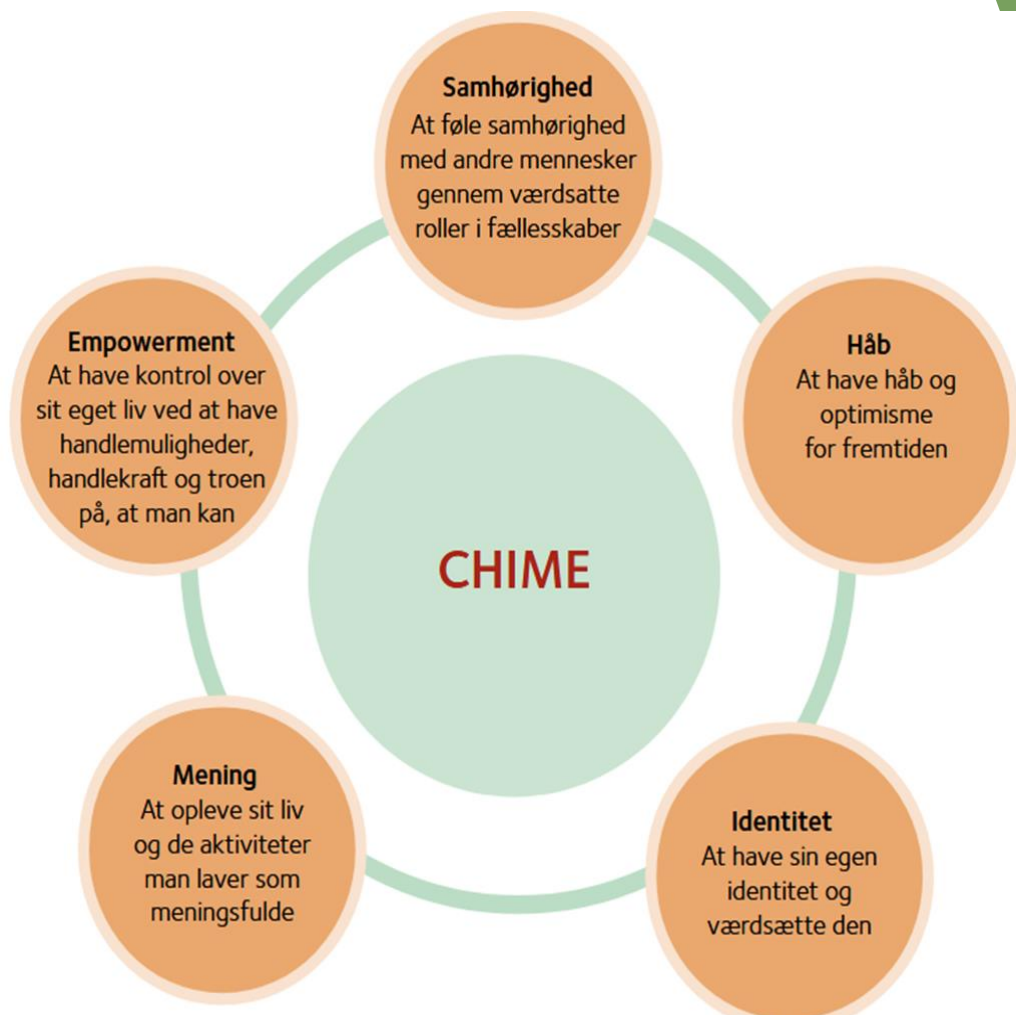 Samhørighed
At føle samhørighed
med andre mennesker
gennem værdsatte
roller i fællesskaber
Håb
At have håb og
optimisme
for fremtiden
Identitet
At have sin egen
identitet og
værdsætte den
Mening
At opleve sit liv
og de aktiviteter
man laver som
meningsfulde
Empowerment
At have kontrol over
sit eget liv ved at have
handlemuligheder,
handlekraft og troen
på, at man kan
CHIME